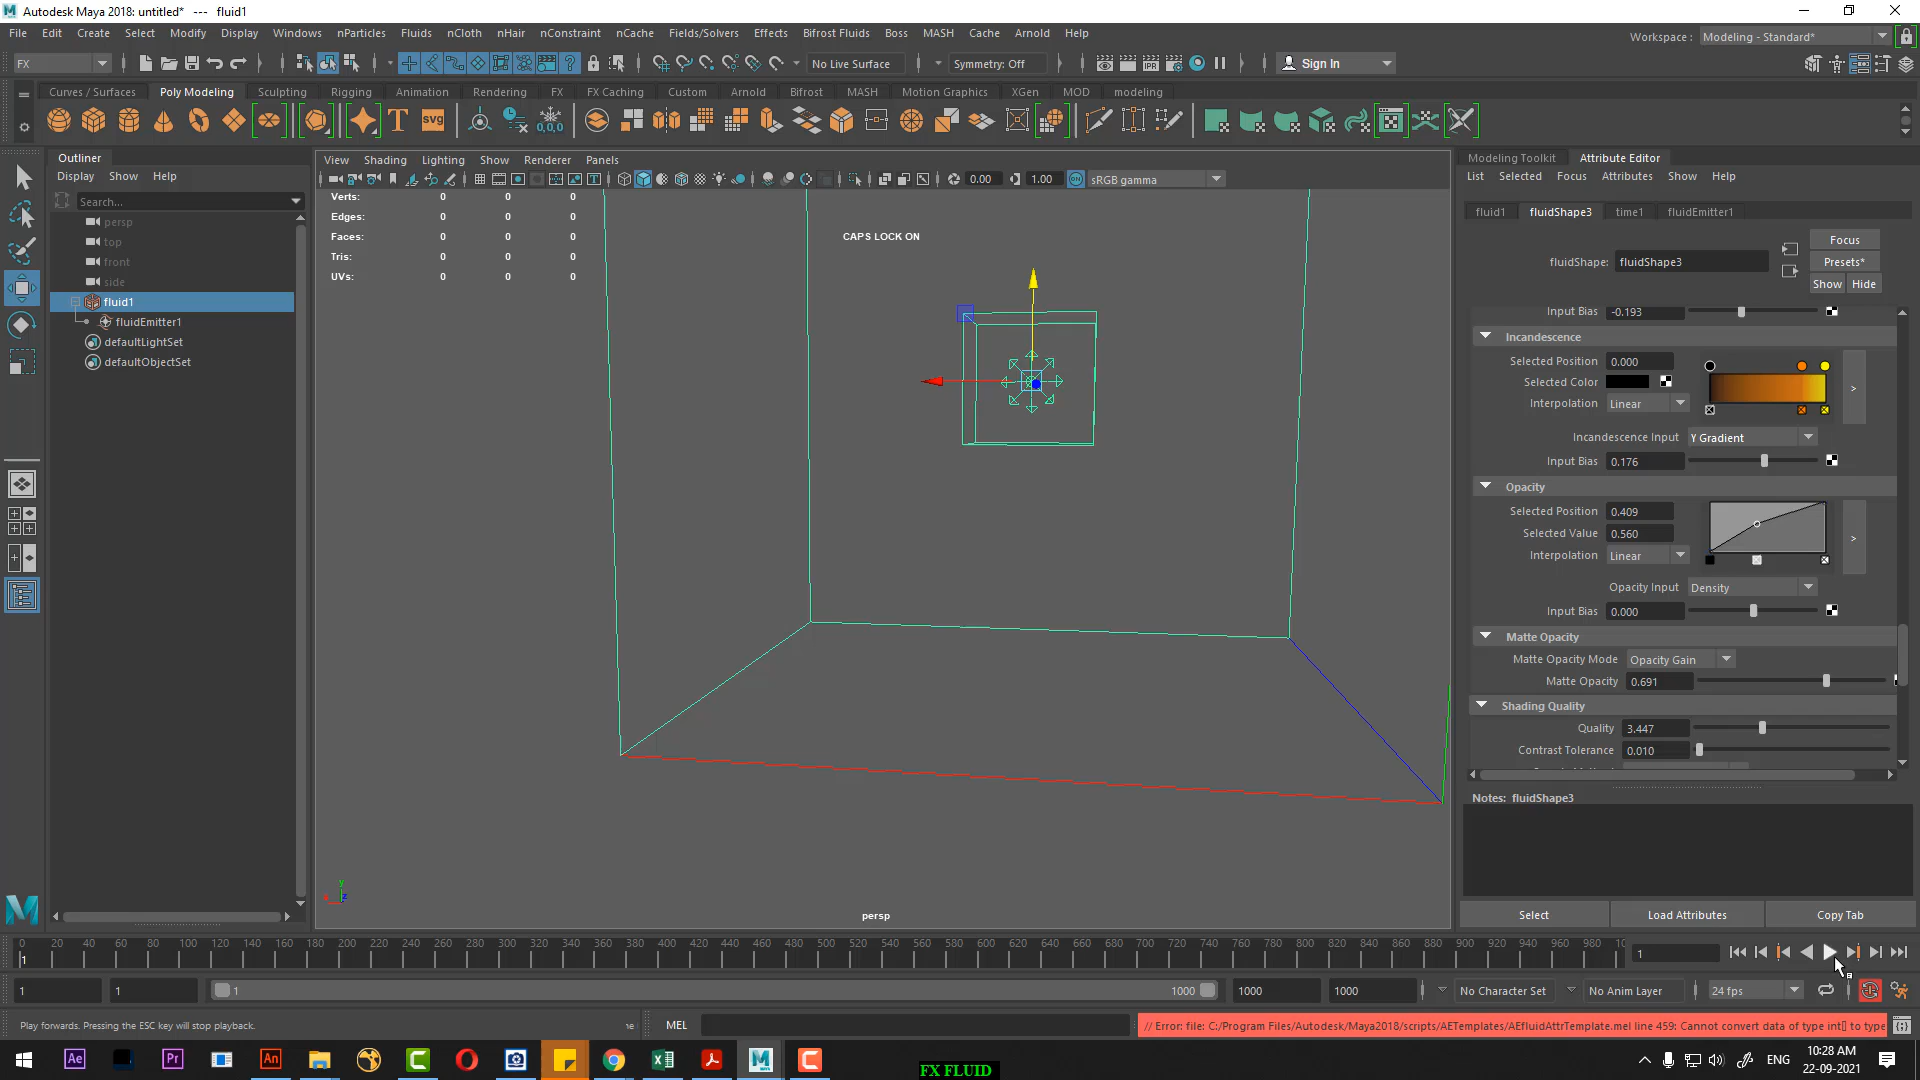 Autodesk Maya 2018: untitled*   ---   fluid1
File Edit Create Select Modify Display Windows nParticles Fluids nCloth nHair nConstraint nCache Fields/Solvers Effects Bifrost Fluids Boss MASH Cache Arnold Help
Workspace : Modeling - Standard*
FX No Live Surface Symmetry: Off Sign In
Curves / Surfaces Poly Modeling Sculpting Rigging Animation Rendering FX FX Caching Custom Arnold Bifrost MASH Motion Graphics XGen MOD modeling
T svg 0,0,0
Outliner
Display Show Help
Search...
persp
top
front
side
fluid1
fluidEmitter1
defaultLightSet
defaultObjectSet
View Shading Lighting Show Renderer Panels
0.00 1.00 ON sRGB gamma
Verts: 0 0 0
Edges: 0 0 0
Faces: 0 0 0
Tris: 0 0 0
UVs: 0 0 0
CAPS LOCK ON
persp
Modeling Toolkit Attribute Editor
List Selected Focus Attributes Show Help
fluid1 fluidShape3 time1 fluidEmitter1
fluidShape: fluidShape3
Focus
Presets*
Show Hide
Input Bias -0.193
Incandescence
Selected Position 0.000
Selected Color
Interpolation Linear
Incandescence Input Y Gradient
Input Bias 0.176
Opacity
Selected Position 0.409
Selected Value 0.560
Interpolation Linear
Opacity Input Density
Input Bias 0.000
Matte Opacity
Matte Opacity Mode Opacity Gain
Matte Opacity 0.691
Shading Quality
Quality 3.447
Contrast Tolerance 0.010
Notes: fluidShape3
Select Load Attributes Copy Tab
0 20 40 60 80 100 120 140 160 180 200 220 240 260 280 300 320 340 360 380 400 420 440 460 480 500 520 540 560 580 600 620 640 660 680 700 720 740 760 780 800 820 840 860 880 900 920 940 960 980 10
1 1
1 1 1 1000 1000 1000 No Character Set No Anim Layer 24 fps
Play forwards. Pressing the ESC key will stop playback. MEL // Error: file: C:/Program Files/Autodesk/Maya2018/scripts/AETemplates/AEfluidAttrTemplate.mel line 459: Cannot convert data of type int[] to type
Ae Pr An X M C
ENG 10:28 AM
22-09-2021
FX FLUID